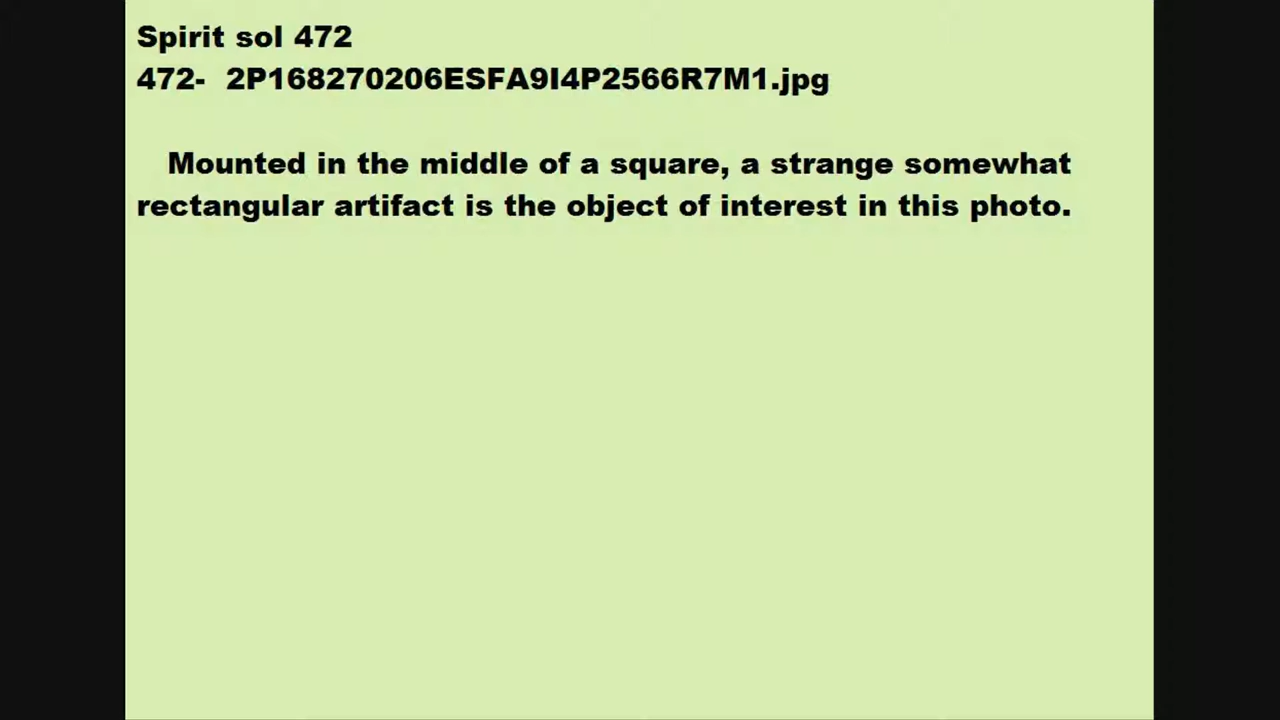 Spirit sol 472
472- 2P168270206ESFA9I4P2566R7M1.jpg
Mounted in the middle of a square, a strange somewhat
rectangular artifact is the object of interest in this photo.